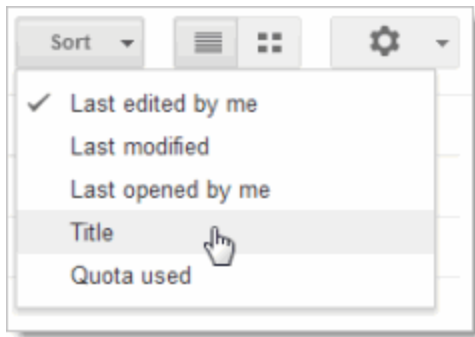 Sort
Last edited by me
Last modified
Last opened by me
Title
Quota used